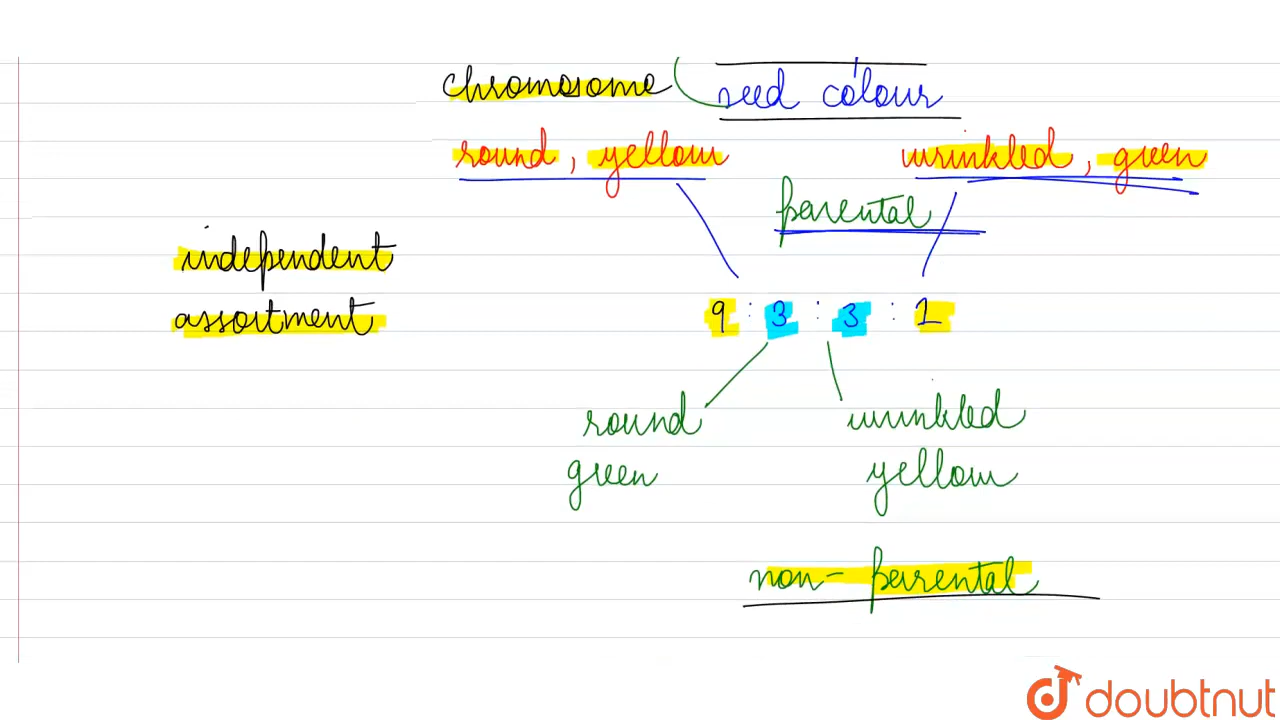 chromosome seed colour
round, yellow wrinkled, green
parental
independent
assortment
9 : 3 : 3 : 1
round wrinkled
green yellow
non-parental
doubtnut